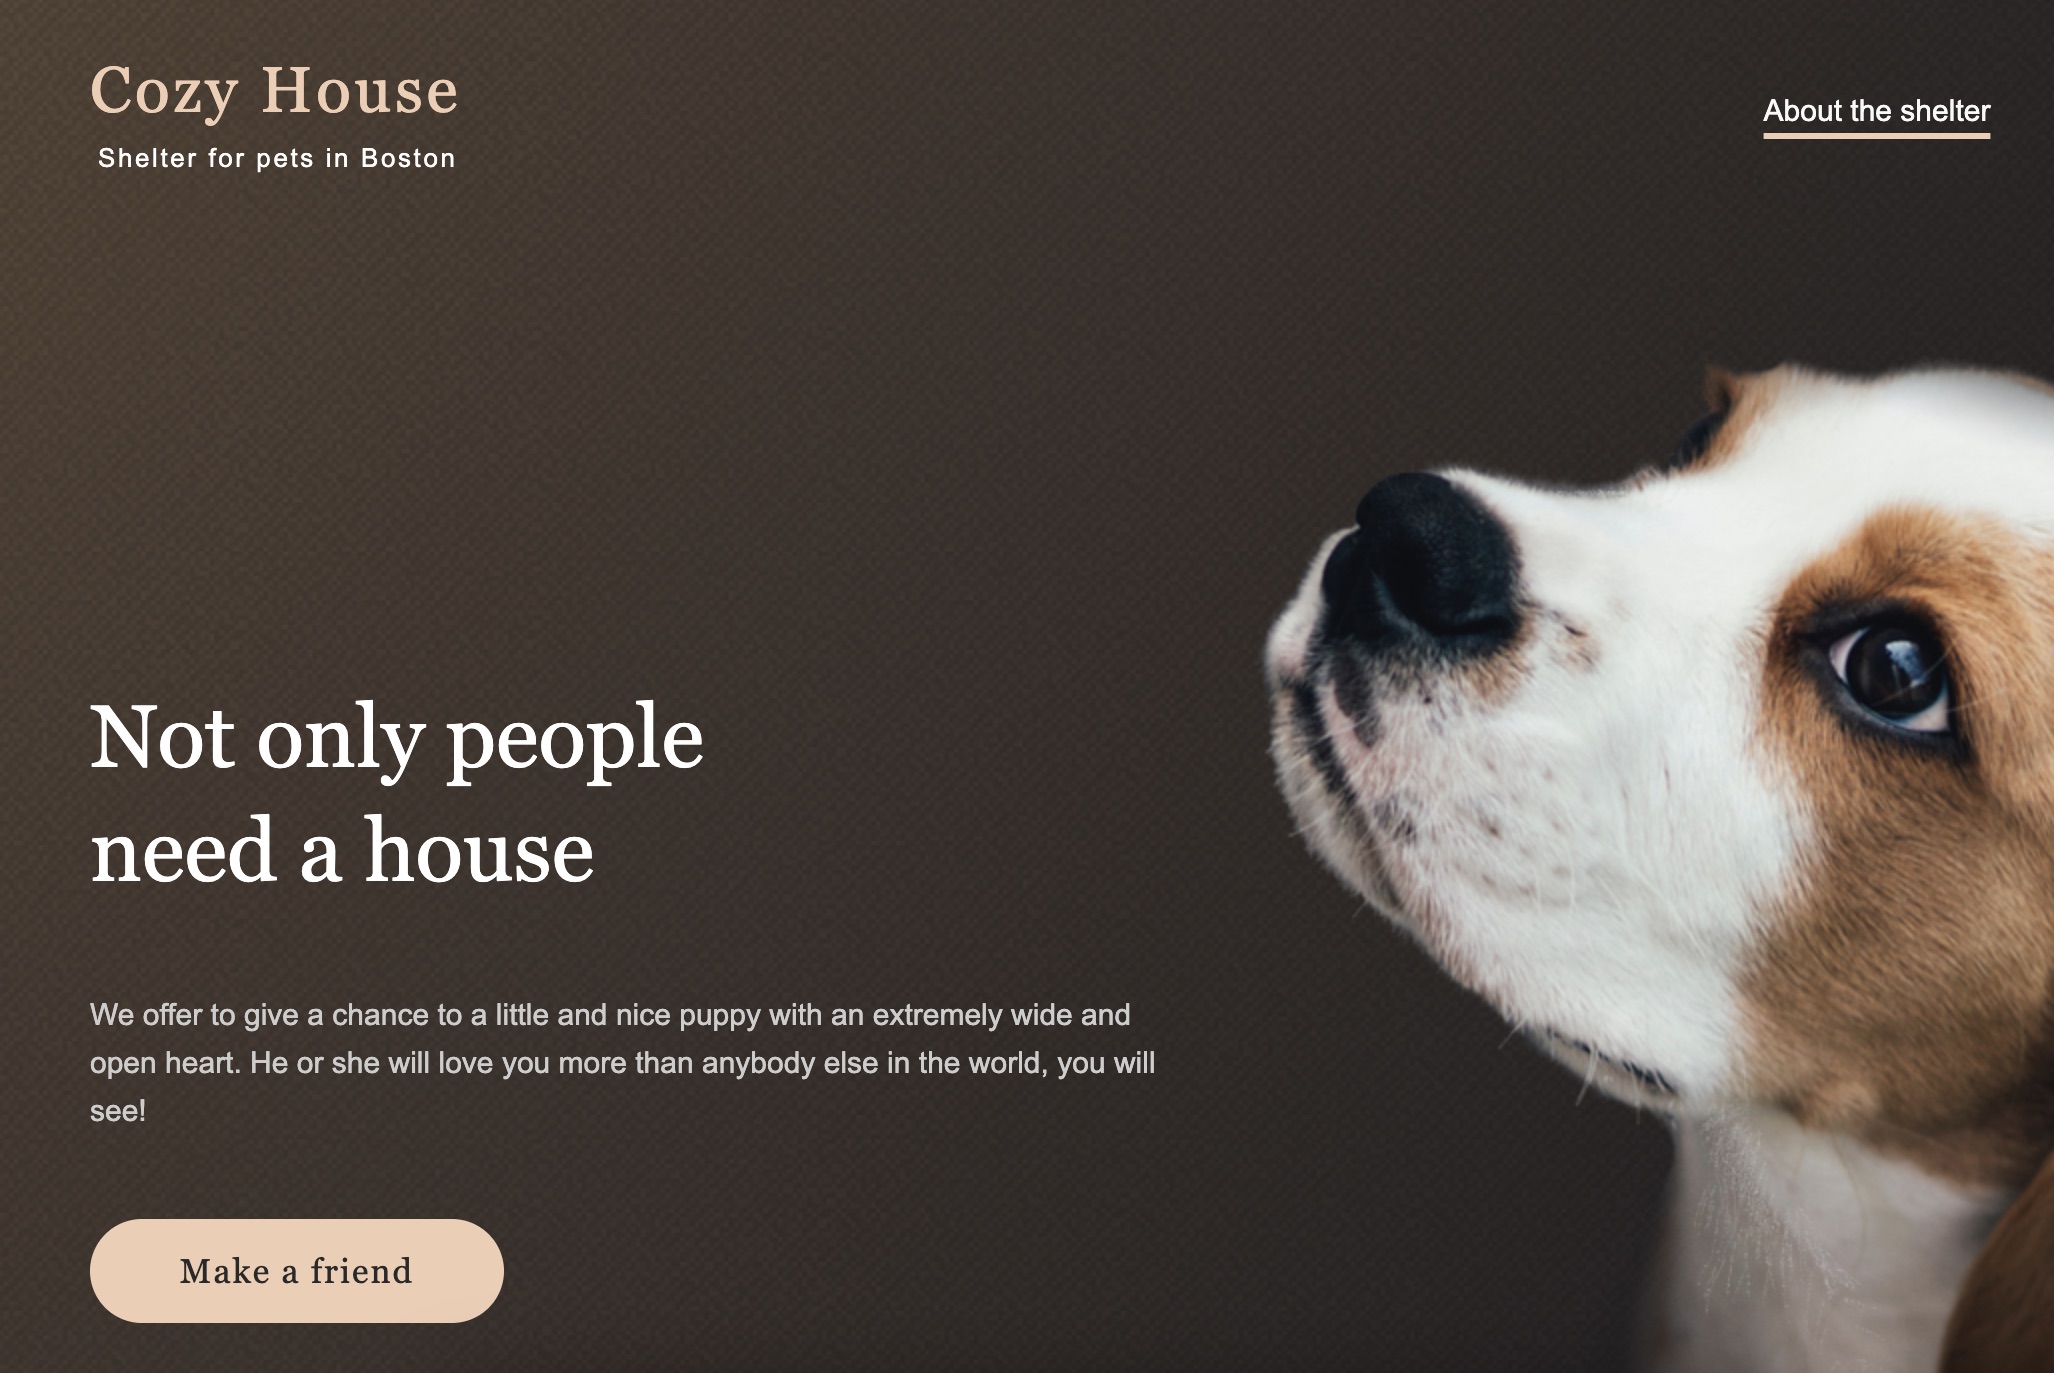 Cozy House
Shelter for pets in Boston
About the shelter
Not only people
need a house
We offer to give a chance to a little and nice puppy with an extremely wide and
open heart. He or she will love you more than anybody else in the world, you will
see!
Make a friend